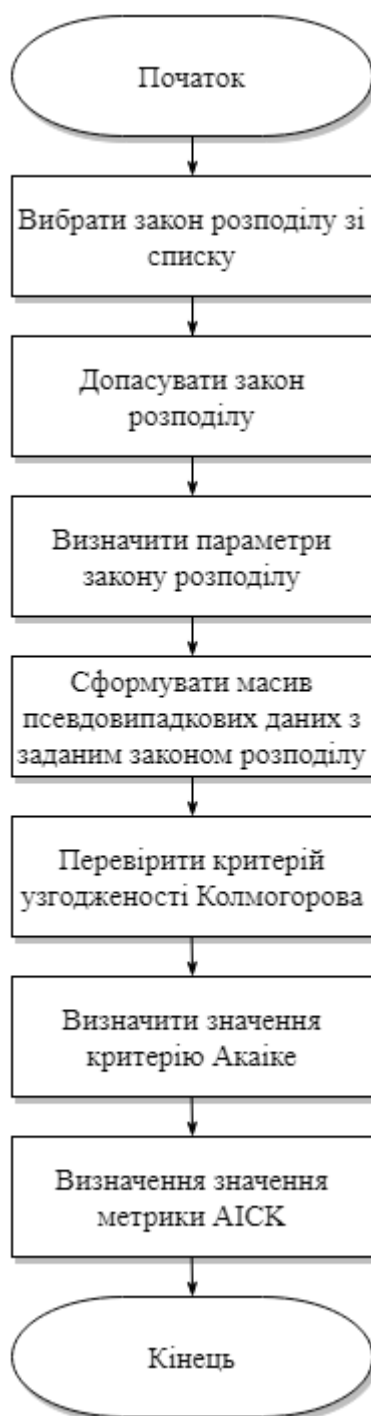 Початок
Вибрати закон розподілу зі
списку
Допасувати закон
розподілу
Визначити параметри
закону розподілу
Сформувати масив
псевдовипадкових даних з
заданим законом розподілу
Перевірити критерій
узгодженості Колмогорова
Визначити значення
критерію Акаіке
Визначення значення
метрики AICK
Кінець